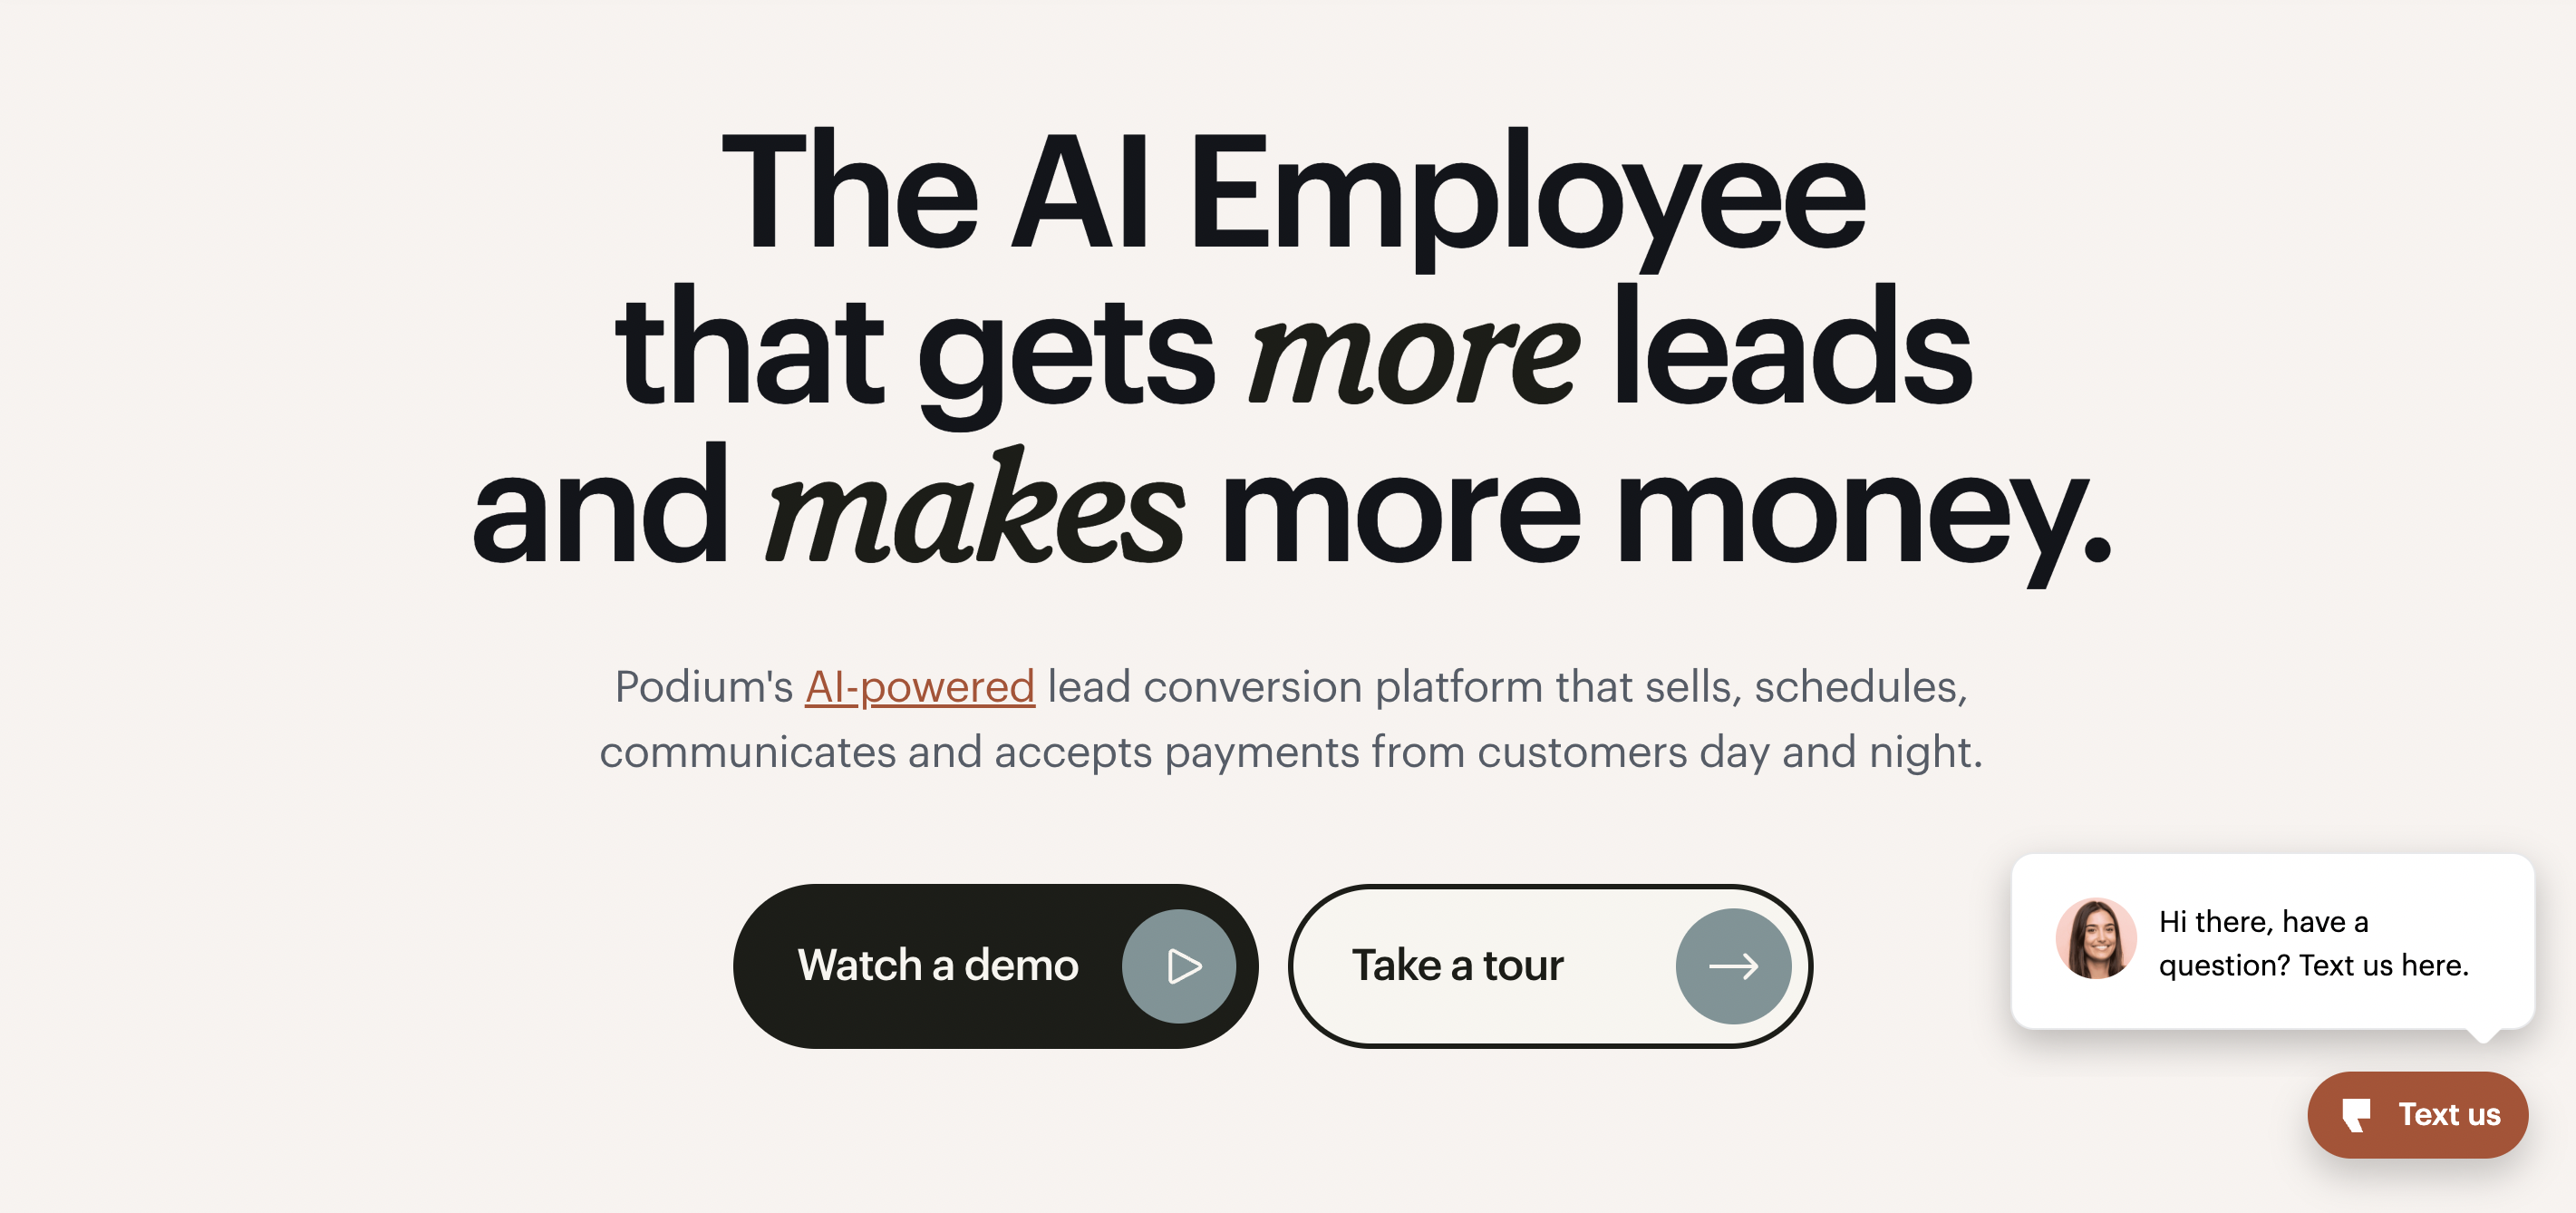 The AI Employee
that gets more leads
and makes more money.
Podium's AI-powered lead conversion platform that sells, schedules,
communicates and accepts payments from customers day and night.
Watch a demo
Take a tour
Hi there, have a
question? Text us here.
Text us